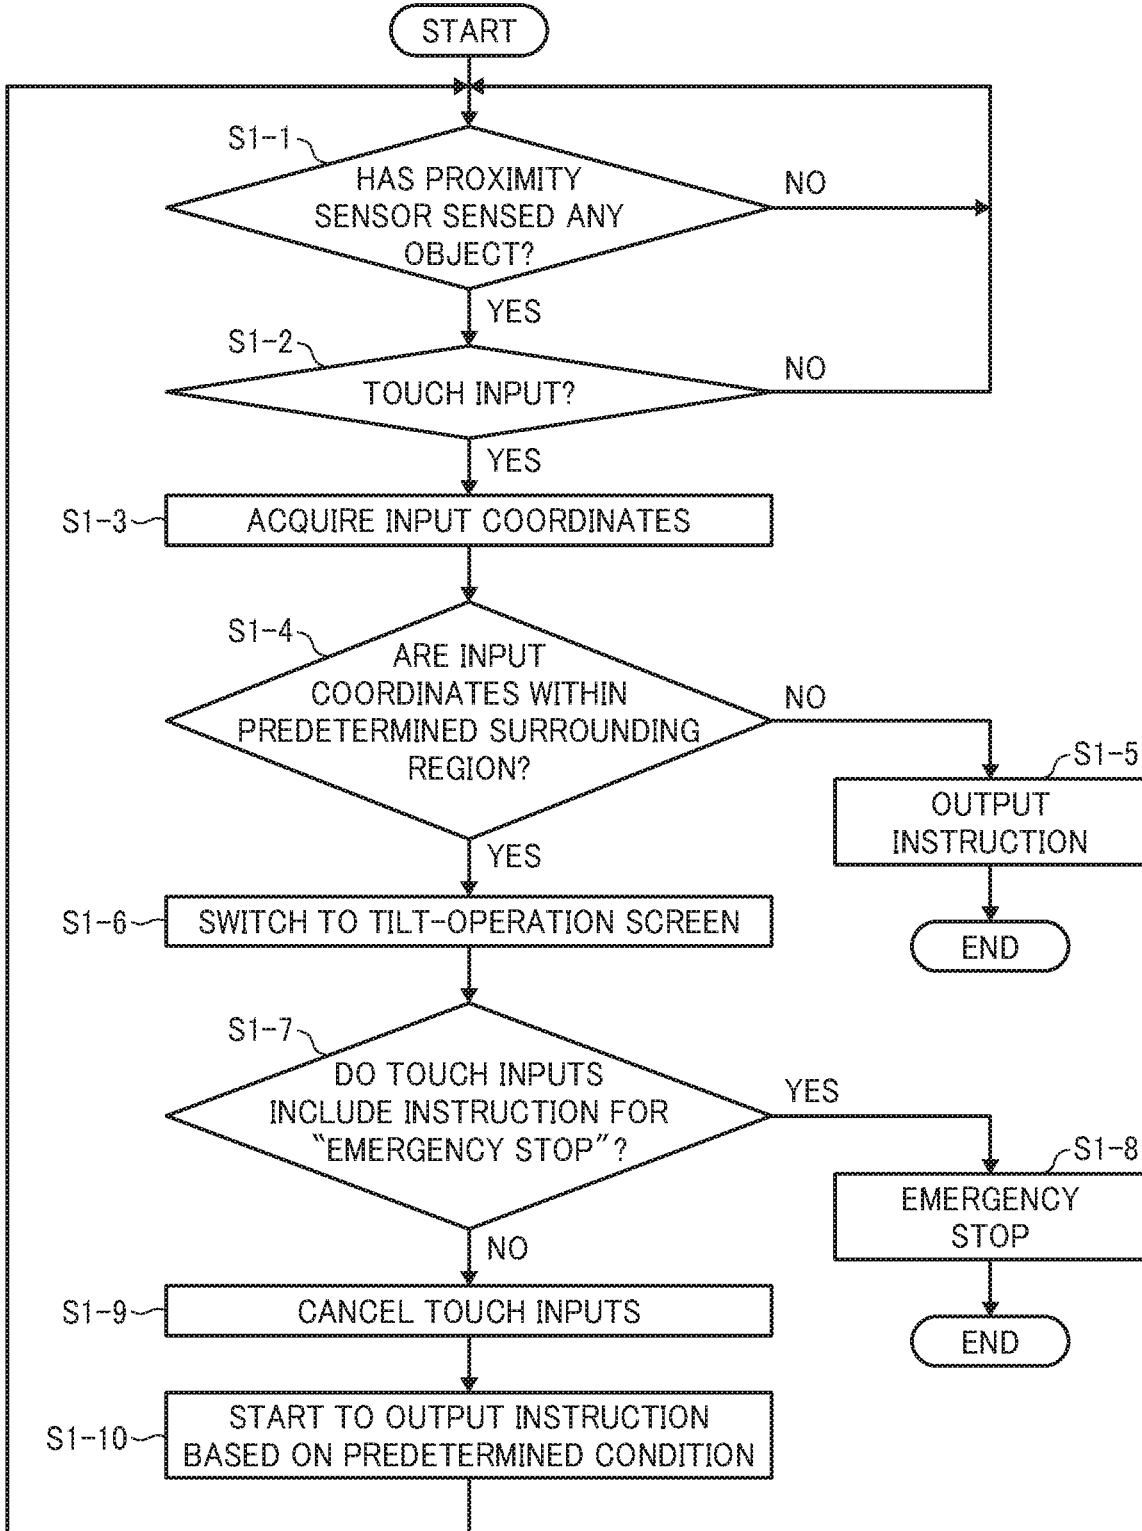 START
S1-1
HAS PROXIMITY
SENSOR SENSED ANY
OBJECT?
NO
YES
S1-2
TOUCH INPUT?
NO
YES
S1-3
ACQUIRE INPUT COORDINATES
S1-4
ARE INPUT
COORDINATES WITHIN
PREDETERMINED SURROUNDING
REGION?
NO
S1-5
OUTPUT
INSTRUCTION
END
YES
S1-6
SWITCH TO TILT-OPERATION SCREEN
S1-7
DO TOUCH INPUTS
INCLUDE INSTRUCTION FOR
"EMERGENCY STOP"?
YES
S1-8
EMERGENCY
STOP
END
NO
S1-9
CANCEL TOUCH INPUTS
S1-10
START TO OUTPUT INSTRUCTION
BASED ON PREDETERMINED CONDITION